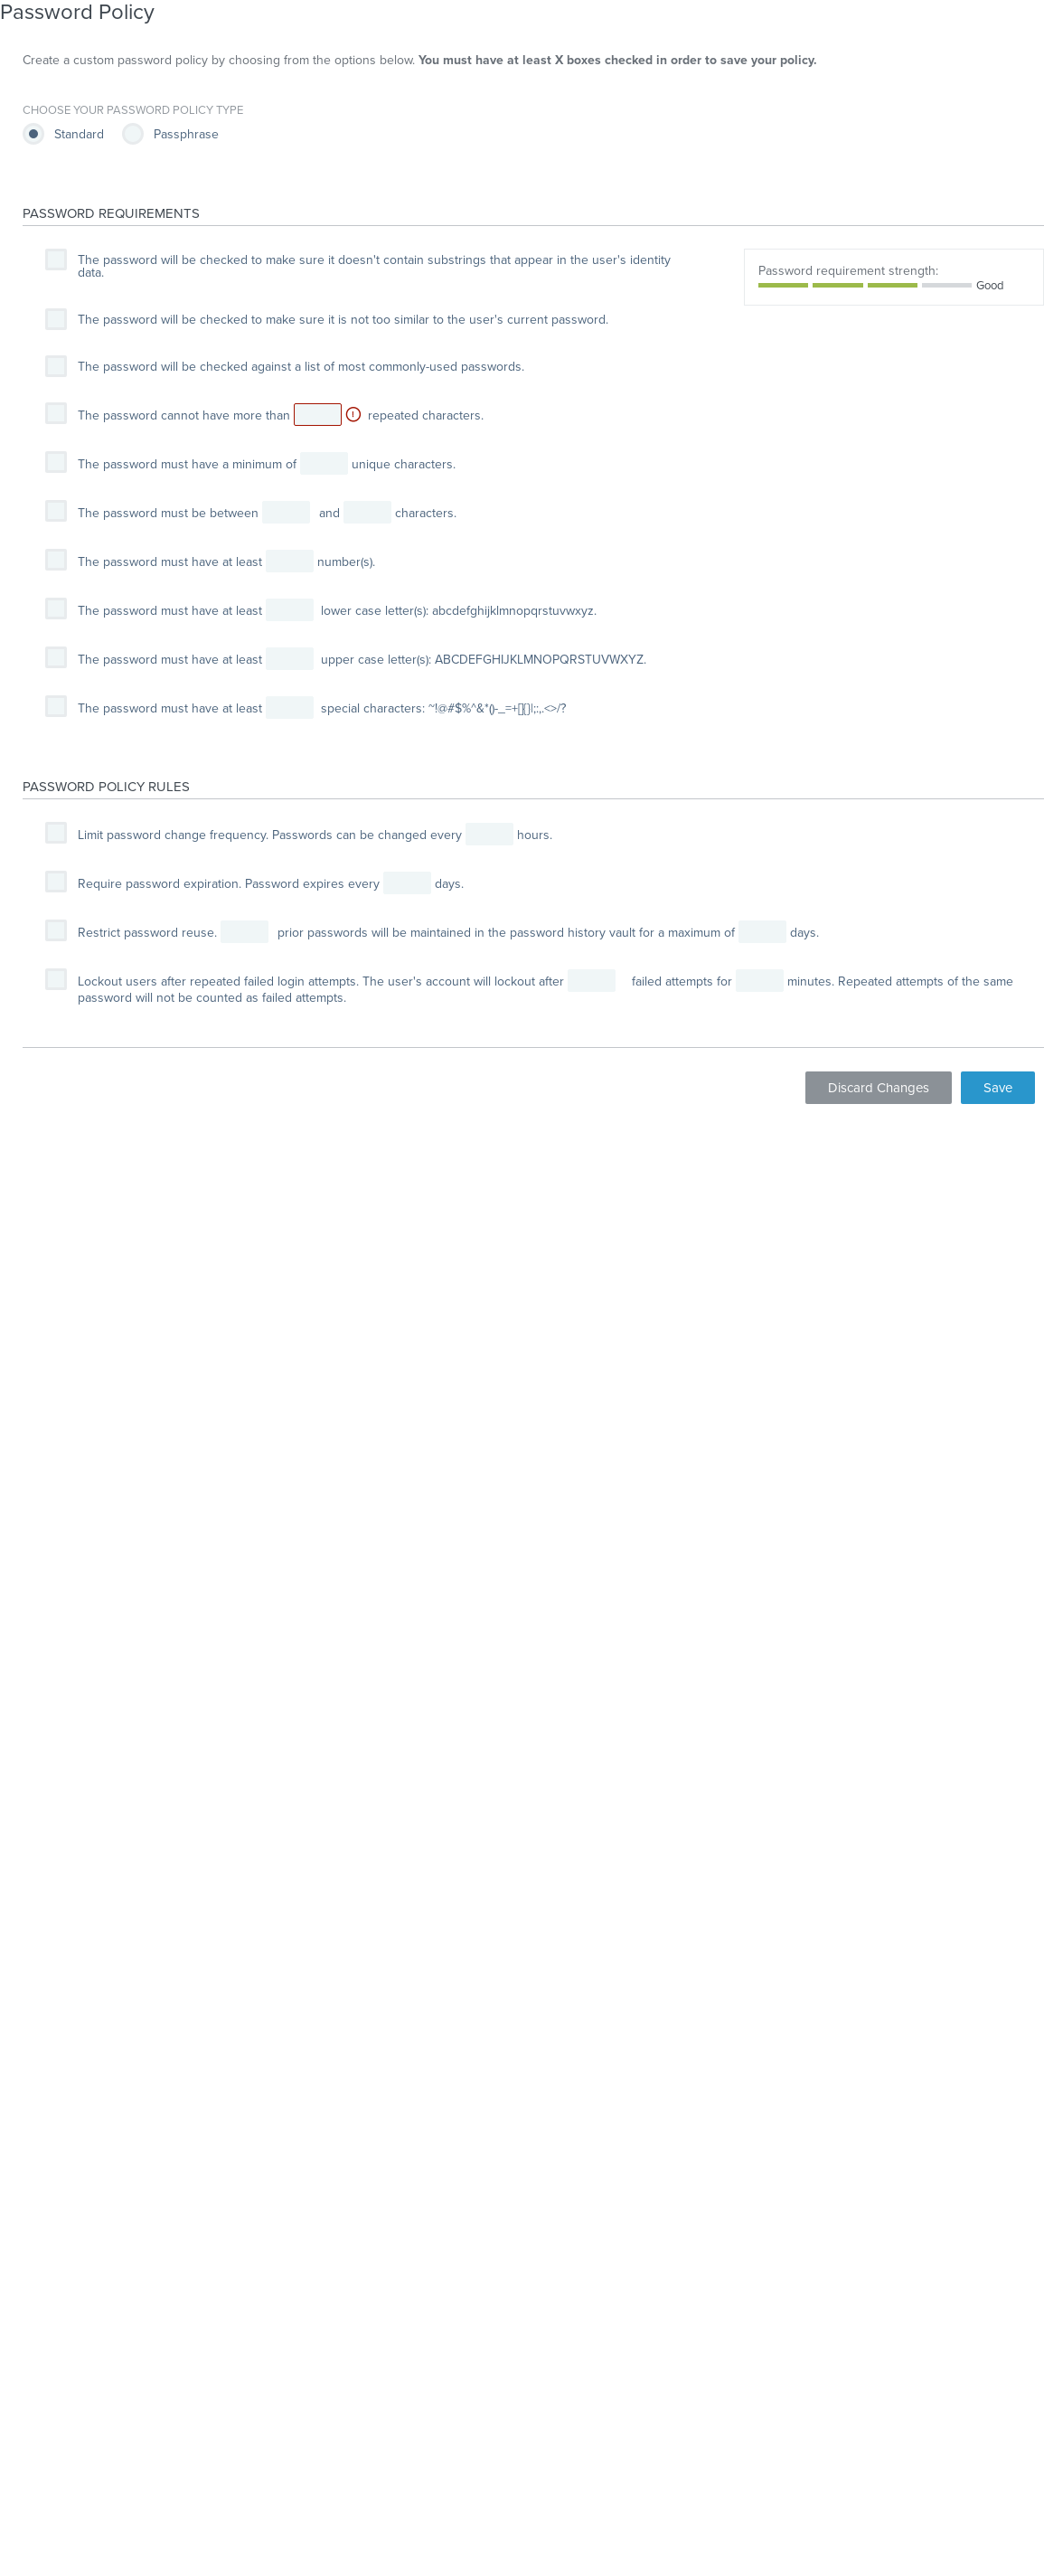 Password Policy
Create a custom password policy by choosing from the options below. You must have at least X boxes checked in order to save your policy.
CHOOSE YOUR PASSWORD POLICY TYPE
Standard Passphrase
PASSWORD REQUIREMENTS
The password will be checked to make sure it doesn't contain substrings that appear in the user's identity
data.
Password requirement strength:
Good
The password will be checked to make sure it is not too similar to the user's current password.
The password will be checked against a list of most commonly-used passwords.
The password cannot have more than ! repeated characters.
The password must have a minimum of unique characters.
The password must be between and characters.
The password must have at least number(s).
The password must have at least lower case letter(s): abcdefghijklmnopqrstuvwxyz.
The password must have at least upper case letter(s): ABCDEFGHIJKLMNOPQRSTUVWXYZ.
The password must have at least special characters: ~!@#$%^&*()-_=+[]{}|;:,.<>/?
PASSWORD POLICY RULES
Limit password change frequency. Passwords can be changed every hours.
Require password expiration. Password expires every days.
Restrict password reuse. prior passwords will be maintained in the password history vault for a maximum of days.
Lockout users after repeated failed login attempts. The user's account will lockout after failed attempts for minutes. Repeated attempts of the same
password will not be counted as failed attempts.
Discard Changes Save